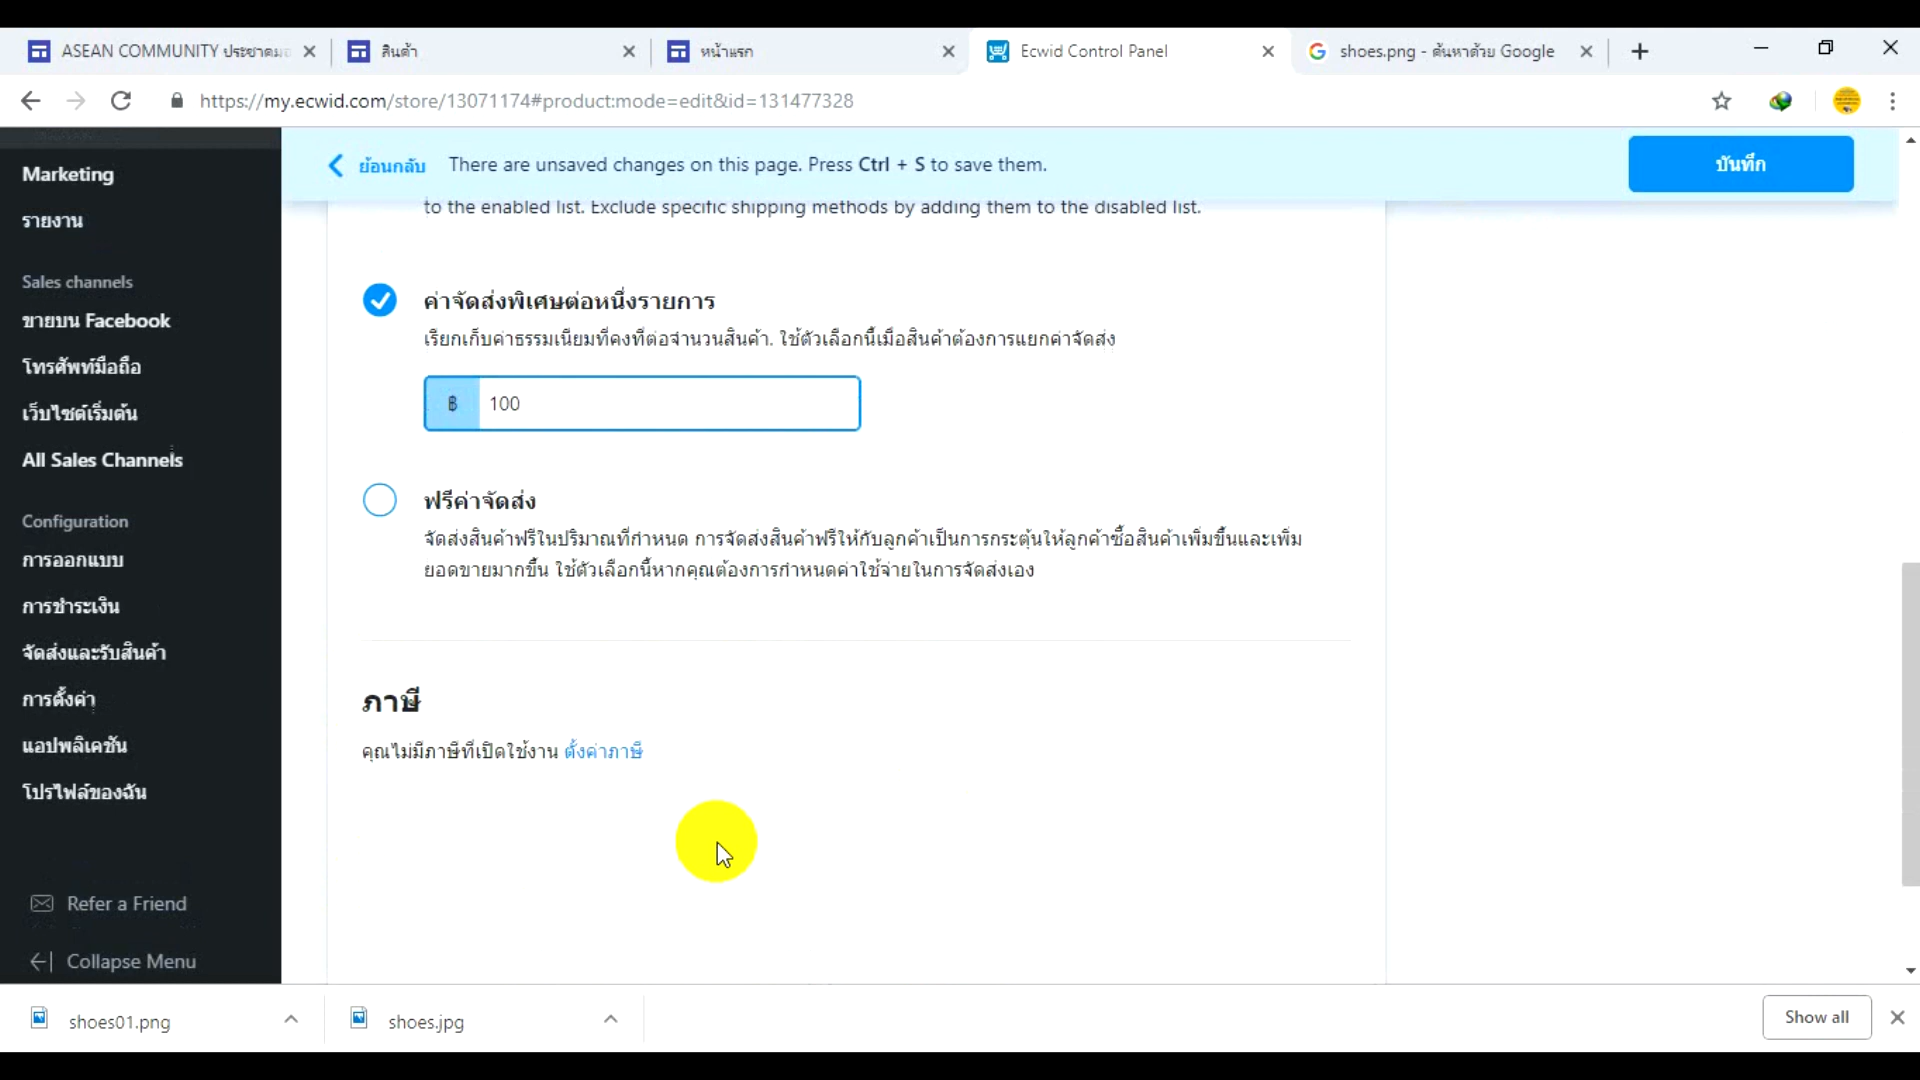 ASEAN COMMUNITY ประชาคมอ
สินค้า
หน้าแรก
Ecwid Control Panel
shoes.png - ค้นหาด้วย Google
https://my.ecwid.com/store/13071174#product:mode=edit&id=131477328
Marketing
รายงาน
Sales channels
ขายบน Facebook
โทรศัพท์มือถือ
เว็บไซต์เริ่มต้น
All Sales Channels
Configuration
การออกแบบ
การชำระเงิน
จัดส่งและรับสินค้า
การตั้งค่า
แอปพลิเคชัน
โปรไฟล์ของฉัน
Refer a Friend
Collapse Menu
ย้อนกลับ
There are unsaved changes on this page. Press Ctrl + S to save them.
บันทึก
to the enabled list. Exclude specific shipping methods by adding them to the disabled list.
ค่าจัดส่งพิเศษต่อหนึ่งรายการ
เรียกเก็บค่าธรรมเนียมที่คงที่ต่อจำนวนสินค้า. ใช้ตัวเลือกนี้เมื่อสินค้าต้องการแยกค่าจัดส่ง
฿ 100
ฟรีค่าจัดส่ง
จัดส่งสินค้าฟรีในปริมาณที่กำหนด การจัดส่งสินค้าฟรีให้กับลูกค้าเป็นการกระตุ้นให้ลูกค้าซื้อสินค้าเพิ่มขึ้นและเพิ่ม
ยอดขายมากขึ้น ใช้ตัวเลือกนี้หากคุณต้องการกำหนดค่าใช้จ่ายในการจัดส่งเอง
ภาษี
คุณไม่มีภาษีที่เปิดใช้งาน ตั้งค่าภาษี
shoes01.png
shoes.jpg
Show all